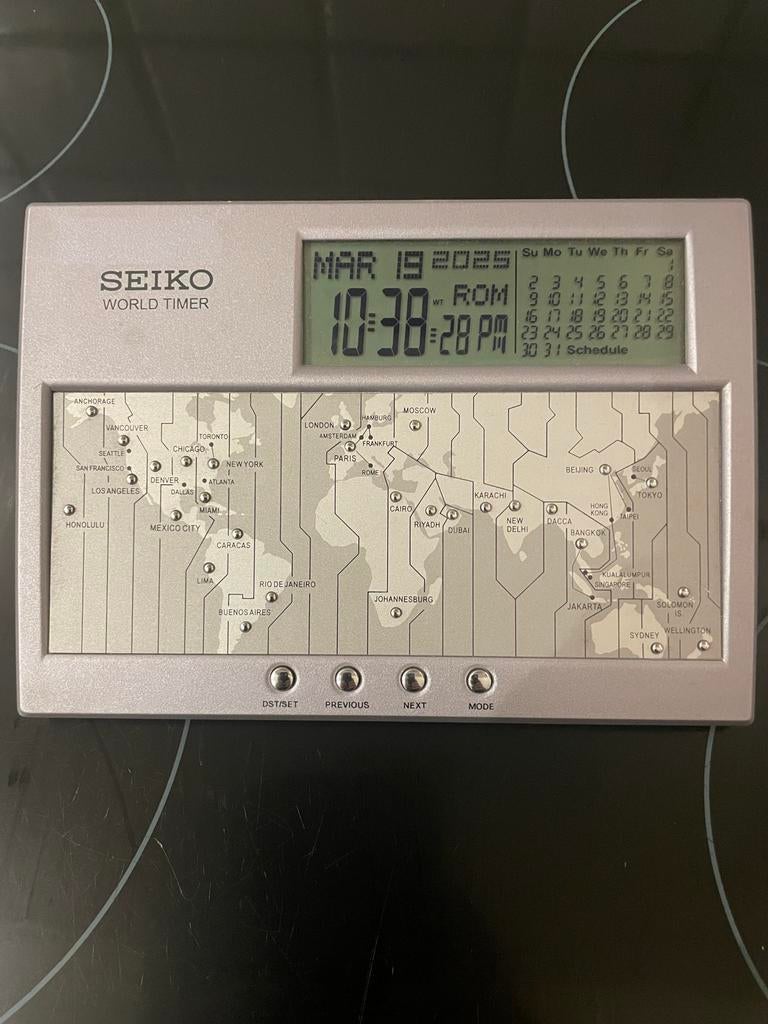 SEIKO
WORLD TIMER
MAR 19 2025
10:38:28 PM
WT ROM
Su Mo Tu We Th Fr Sa
1
2 3 4 5 6 7 8
9 10 11 12 13 14 15
16 17 18 19 20 21 22
23 24 25 26 27 28 29
30 31 Schedule
ANCHORAGE
VANCOUVER
SEATTLE
SAN FRANCISCO
LOS ANGELES
HONOLULU
DENVER
CHICAGO
TORONTO
NEW YORK
DALLAS
ATLANTA
MIAMI
MEXICO CITY
CARACAS
LIMA
RIO DE JANEIRO
BUENOS AIRES
LONDON
HAMBURG
AMSTERDAM
FRANKFURT
PARIS
ROME
MOSCOW
CAIRO
RIYADH
DUBAI
JOHANNESBURG
KARACHI
NEW
DELHI
DACCA
BEIJING
SEOUL
TOKYO
HONG
KONG
TAIPEI
BANGKOK
KUALALUMPUR
SINGAPORE
JAKARTA
SOLOMON
IS.
SYDNEY
WELLINGTON
DST/SET PREVIOUS NEXT MODE